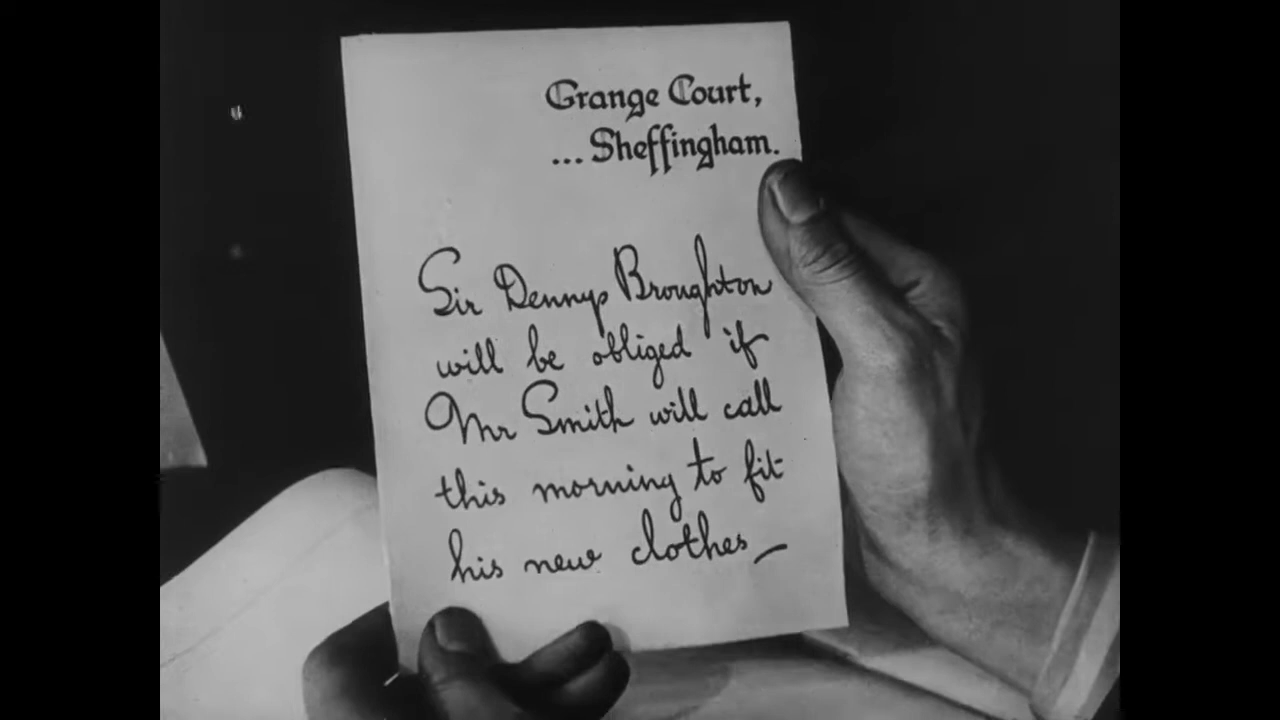 Grange Court,
... Sheffingham.
Sir Dennys Broughton
will be obliged if
Mr Smith will call
this morning to fit
his new clothes —